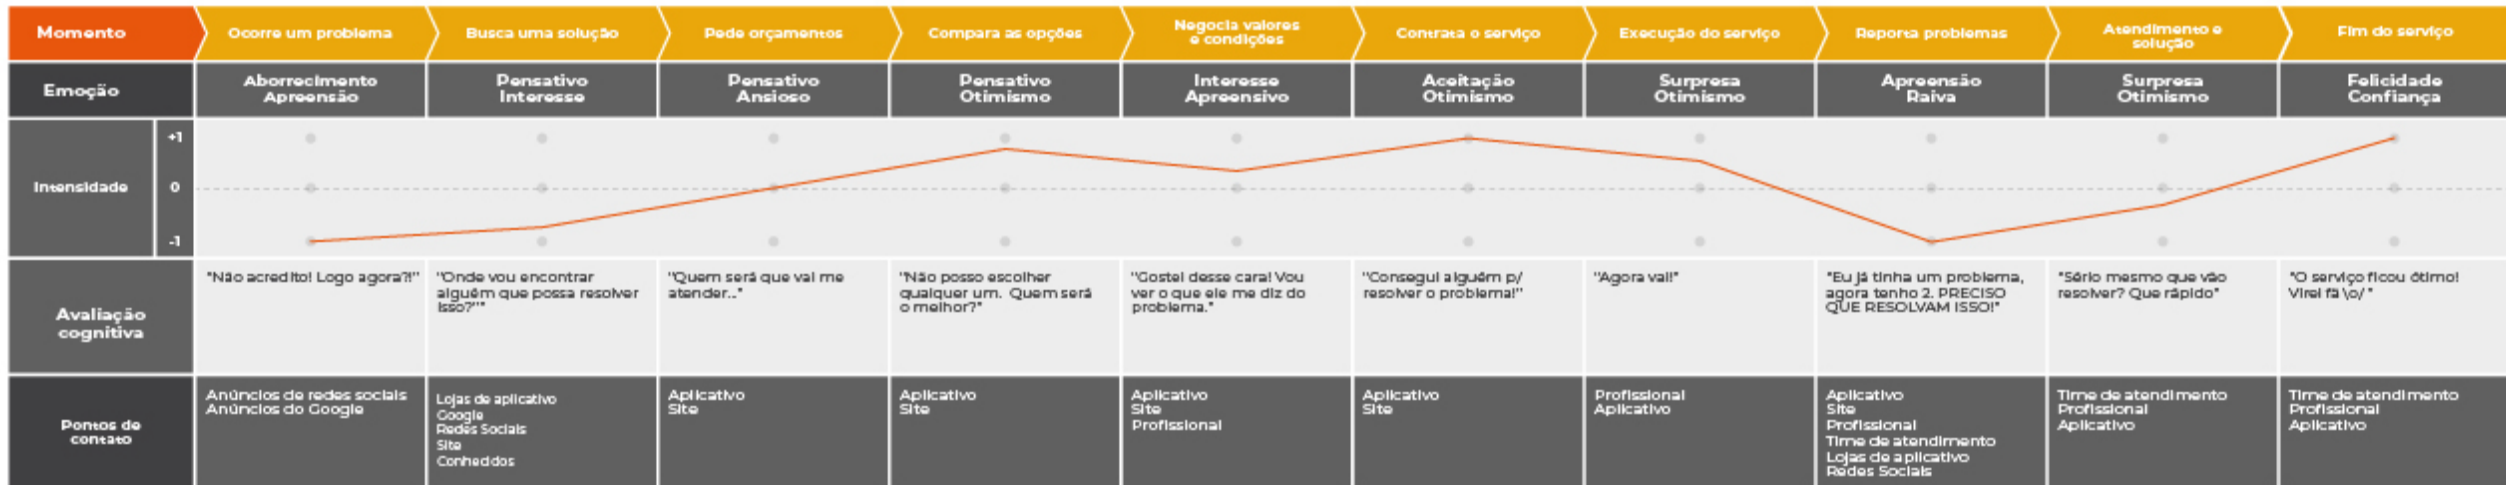 Momento
Ocorre um problema
Busca uma solução
Pede orçamentos
Compara as opções
Negocia valores
e condições
Contrata o serviço
Execução do serviço
Reporta problemas
Atendimento e
solução
Fim do serviço
Emoção
Aborrecimento
Apreensão
Pensativo
Interesse
Pensativo
Ansioso
Pensativo
Otimismo
Interesse
Apreensivo
Aceitação
Otimismo
Surpresa
Otimismo
Apreensão
Raiva
Surpresa
Otimismo
Felicidade
Confiança
Intensidade
+1
0
-1
Avaliação
cognitiva
"Não acredito! Logo agora?!"
"Onde vou encontrar
alguém que possa resolver
isso?""
"Quem será que vai me
atender..."
"Não posso escolher
qualquer um.  Quem será
o melhor?"
"Gostei desse cara! Vou
ver o que ele me diz do
problema."
"Consegui alguém p/
resolver o problema!"
"Agora vai!"
"Eu já tinha um problema,
agora tenho 2. PRECISO
QUE RESOLVAM ISSO!"
"Sério mesmo que vão
resolver? Que rápido"
"O serviço ficou ótimo!
Virei fã \o/ "
Pontos de
contato
Anúncios de redes sociais
Anúncios do Google
Lojas de aplicativo
Google
Redes Sociais
Site
Conhecidos
Aplicativo
Site
Aplicativo
Site
Aplicativo
Site
Profissional
Aplicativo
Site
Profissional
Aplicativo
Aplicativo
Site
Profissional
Time de atendimento
Lojas de aplicativo
Redes Sociais
Time de atendimento
Profissional
Aplicativo
Time de atendimento
Profissional
Aplicativo